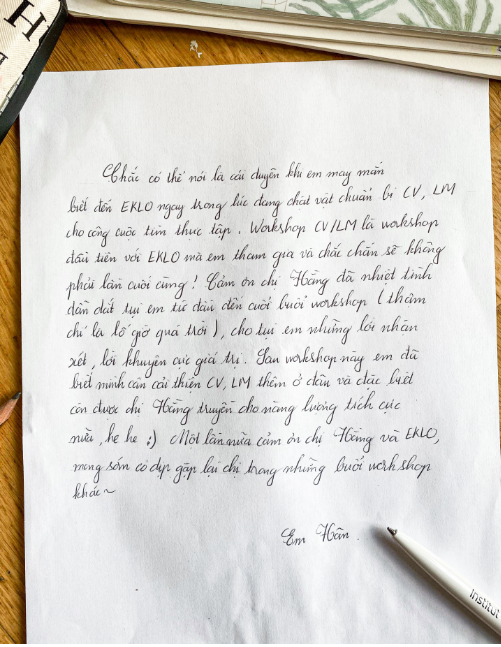 H
Chắc có thể nói là cái duyên khi em may mắn
biết đến EKLO ngay trong lúc đang chật vật chuẩn bị CV, LM
cho công cuộc tìm thực tập. Workshop CV/LM là workshop
đầu tiên với EKLO mà em tham gia và chắc chắn sẽ không
phải lần cuối cùng! Cảm ơn chị Hằng đã nhiệt tình
dẫn dắt tụi em từ đầu đến cuối buổi workshop (thậm
chí là lố giờ quá trời), cho tụi em những lời nhận
xét, lời khuyên cực giá trị. Sau workshop này em đã
biết mình cần cải thiện CV, LM thêm ở đâu và đặc biệt
còn được chị Hằng truyền cho năng lượng tích cực
nữa, he he :) Một lần nữa cảm ơn chị Hằng và EKLO,
mong sớm có dịp gặp lại chị trong những buổi workshop
khác~
Em Hân.
Institut